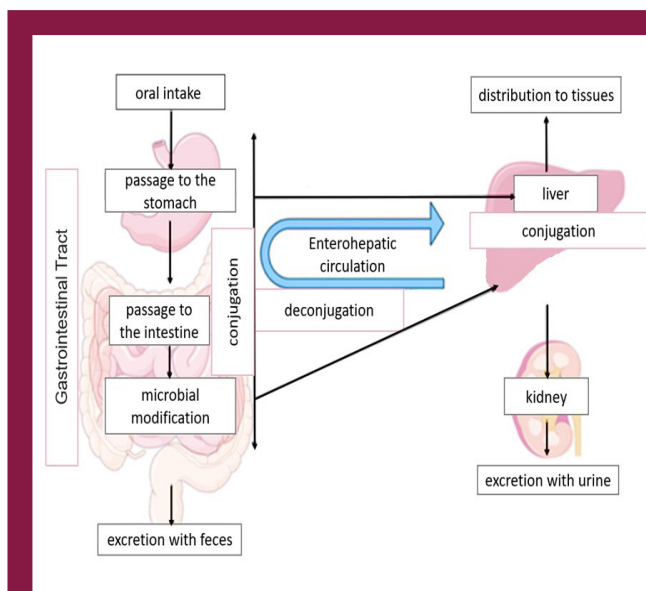 oral intake
passage to the
stomach
Gastrointestinal Tract
passage to
the intestine
microbial
modification
excretion with feces
conjugation
Enterohepatic
circulation
deconjugation
distribution to tissues
liver
conjugation
kidney
excretion with urine